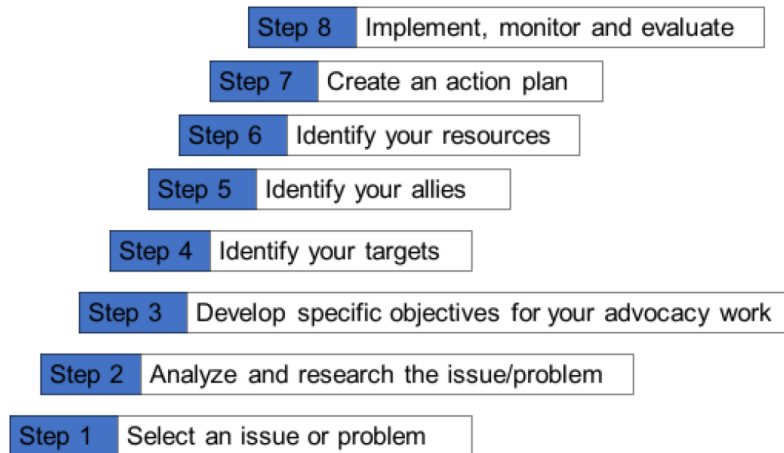 Step 8 Implement, monitor and evaluate
Step 7 Create an action plan
Step 6 Identify your resources
Step 5 Identify your allies
Step 4 Identify your targets
Step 3 Develop specific objectives for your advocacy work
Step 2 Analyze and research the issue/problem
Step 1 Select an issue or problem